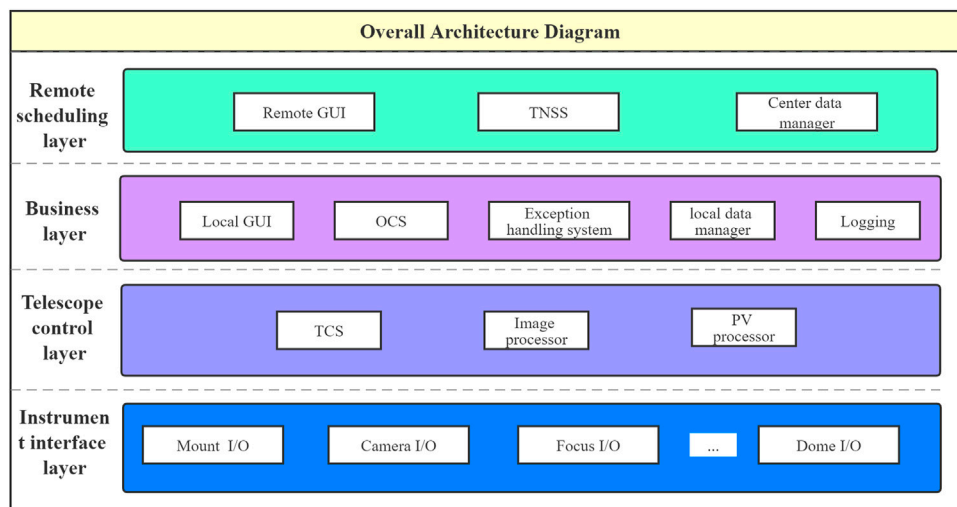 Overall Architecture Diagram
Remote
scheduling
layer
Remote GUI
TNSS
Center data
manager
Business
layer
Local GUI
OCS
Exception
handling system
local data
manager
Logging
Telescope
control
layer
TCS
Image
processor
PV
processor
Instrumen
t interface
layer
Mount I/O
Camera I/O
Focus I/O
...
Dome I/O